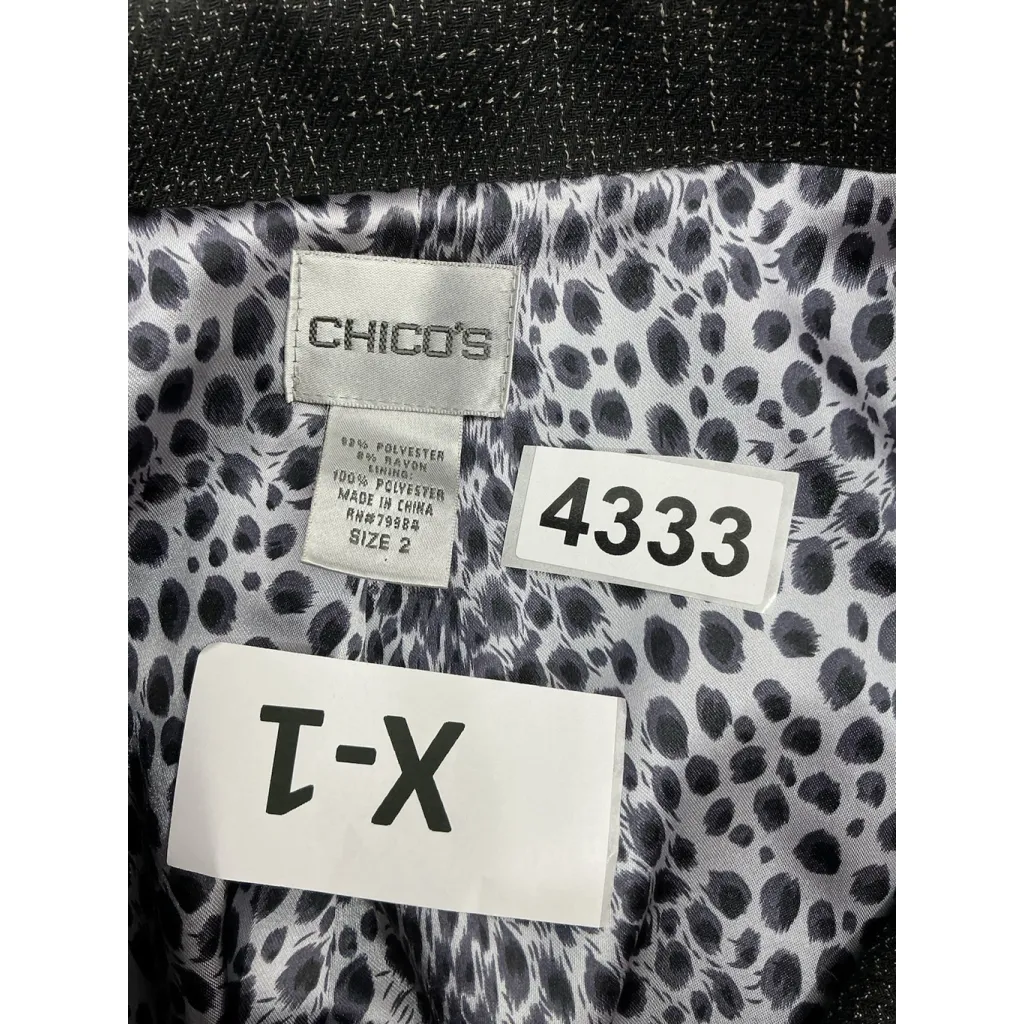 CHICO'S
92% POLYESTER
8% RAYON
LINING:
100% POLYESTER
MADE IN CHINA
RN#79984
SIZE 2
4333
X-1